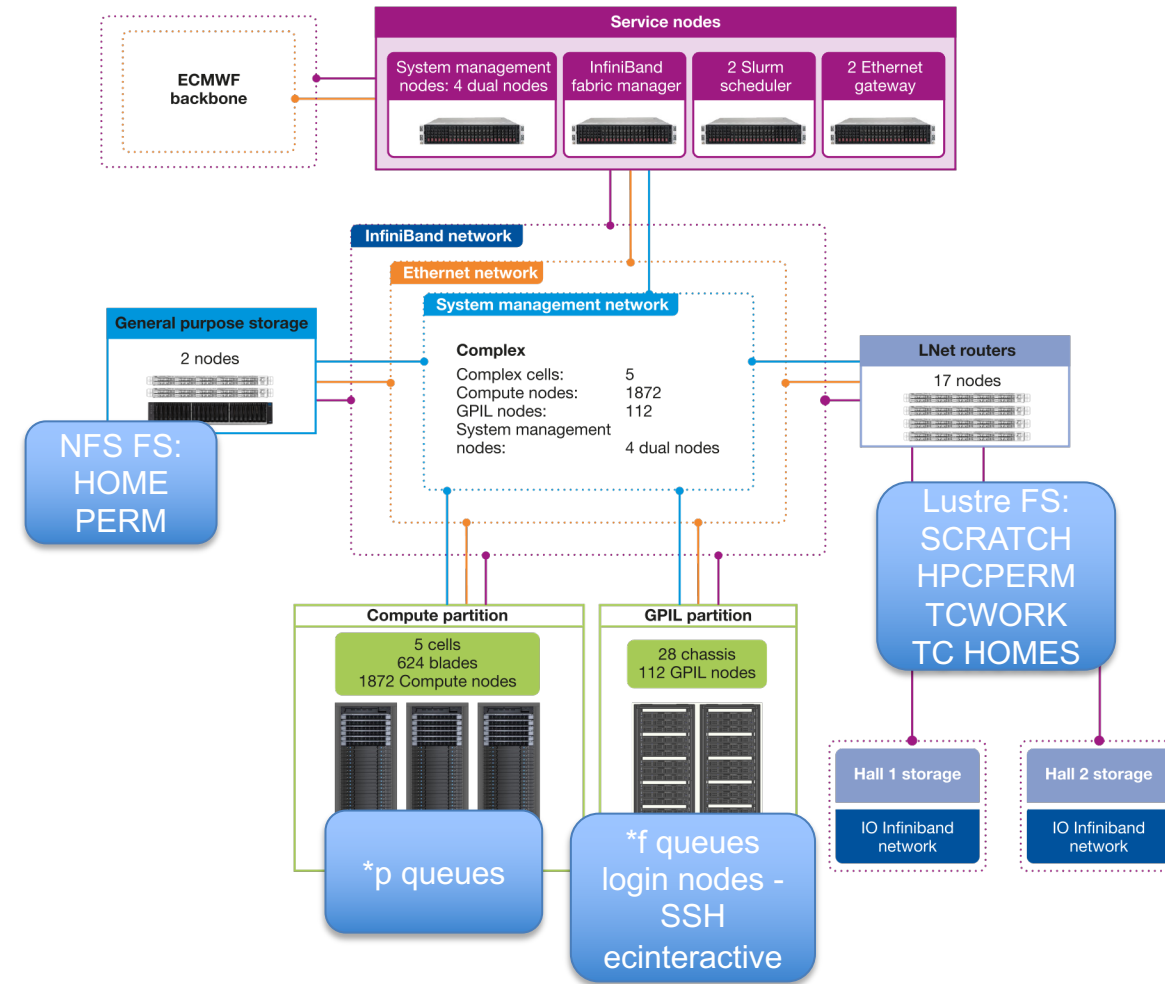 Service nodes
ECMWF
backbone
System management
nodes: 4 dual nodes
InfiniBand
fabric manager
2 Slurm
scheduler
2 Ethernet
gateway
InfiniBand network
Ethernet network
System management network
General purpose storage
2 nodes
NFS FS:
HOME
PERM
Complex
Complex cells: 5
Compute nodes: 1872
GPIL nodes: 112
System management
nodes: 4 dual nodes
LNet routers
17 nodes
Lustre FS:
SCRATCH
HPCPERM
TCWORK
TC HOMES
Compute partition
5 cells
624 blades
1872 Compute nodes
*p queues
GPIL partition
28 chassis
112 GPIL nodes
*f queues
login nodes -
SSH
ecinteractive
Hall 1 storage
IO Infiniband
network
Hall 2 storage
IO Infiniband
network